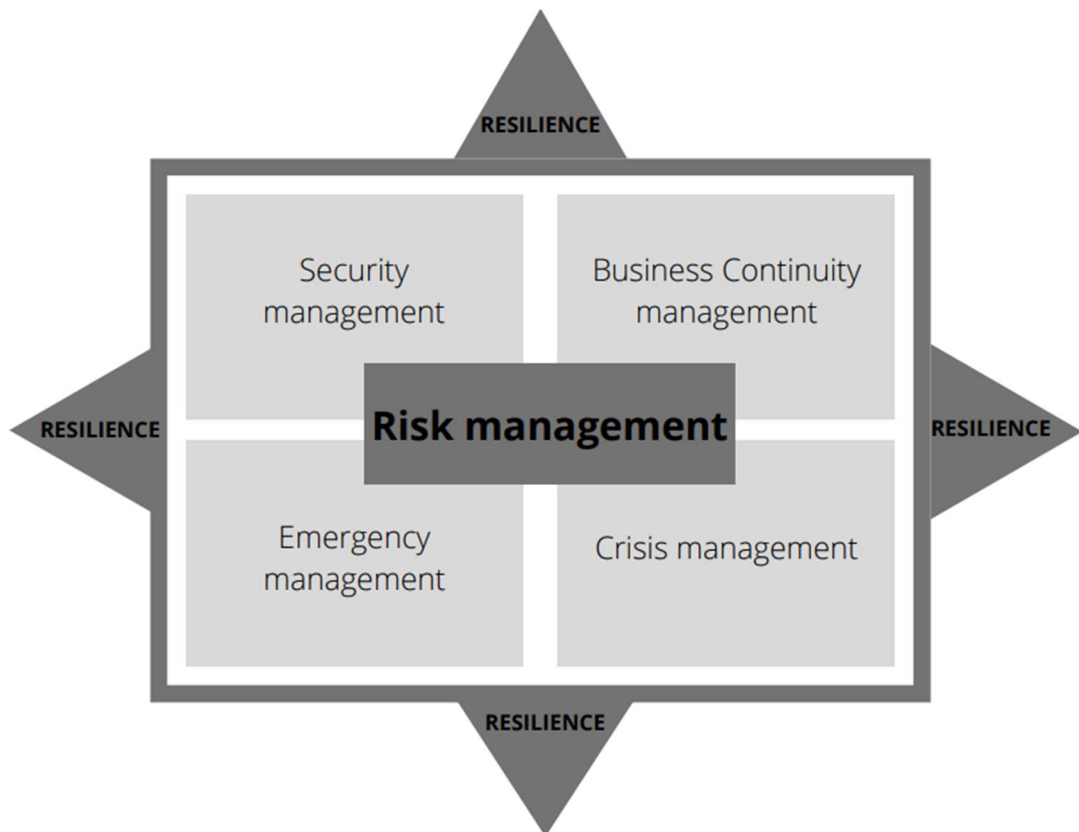 RESILIENCE
Security
management
Business Continuity
management
RESILIENCE
Risk management
RESILIENCE
Emergency
management
Crisis management
RESILIENCE